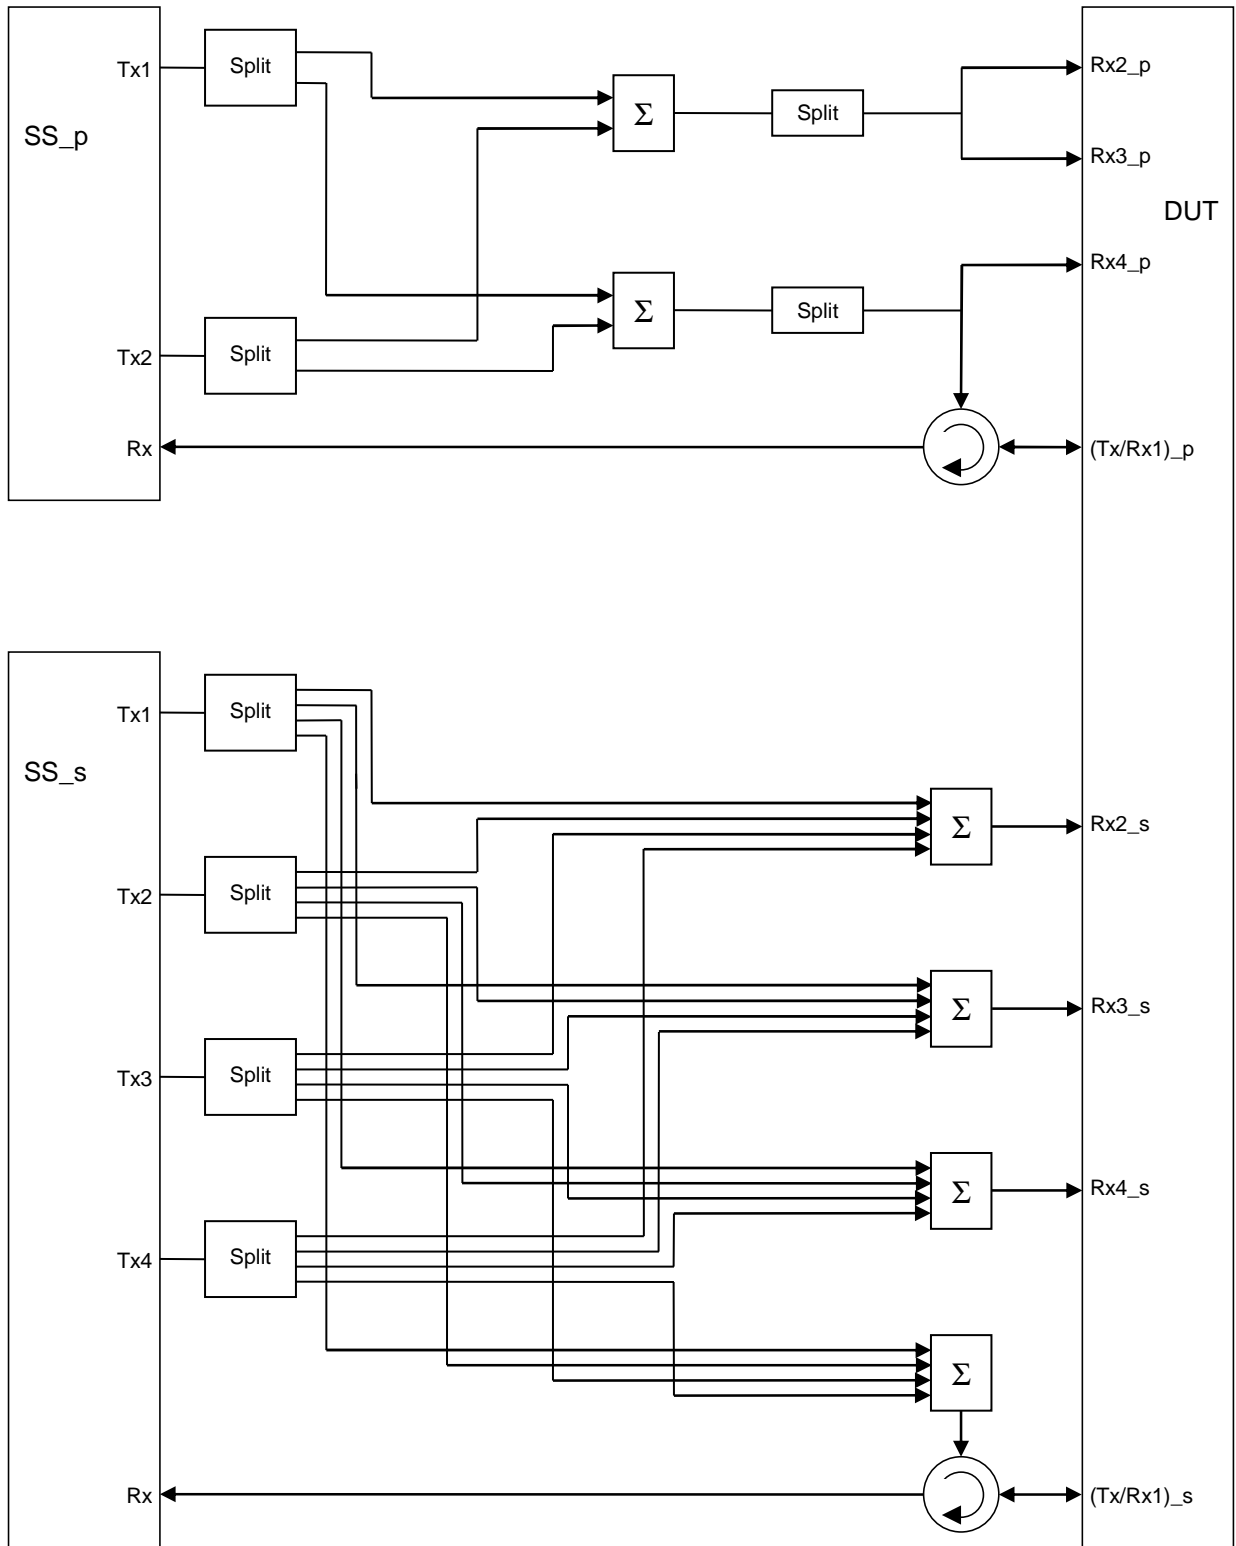 Tx1
Split
SS_p
Σ
Split
Rx2_p
Rx3_p
DUT
Rx4_p
Tx2
Split
Σ
Split
Rx
(Tx/Rx1)_p
SS_s
Tx1
Split
Tx2
Split
Σ
Rx2_s
Tx3
Split
Σ
Rx3_s
Tx4
Split
Σ
Rx4_s
Σ
Rx
(Tx/Rx1)_s